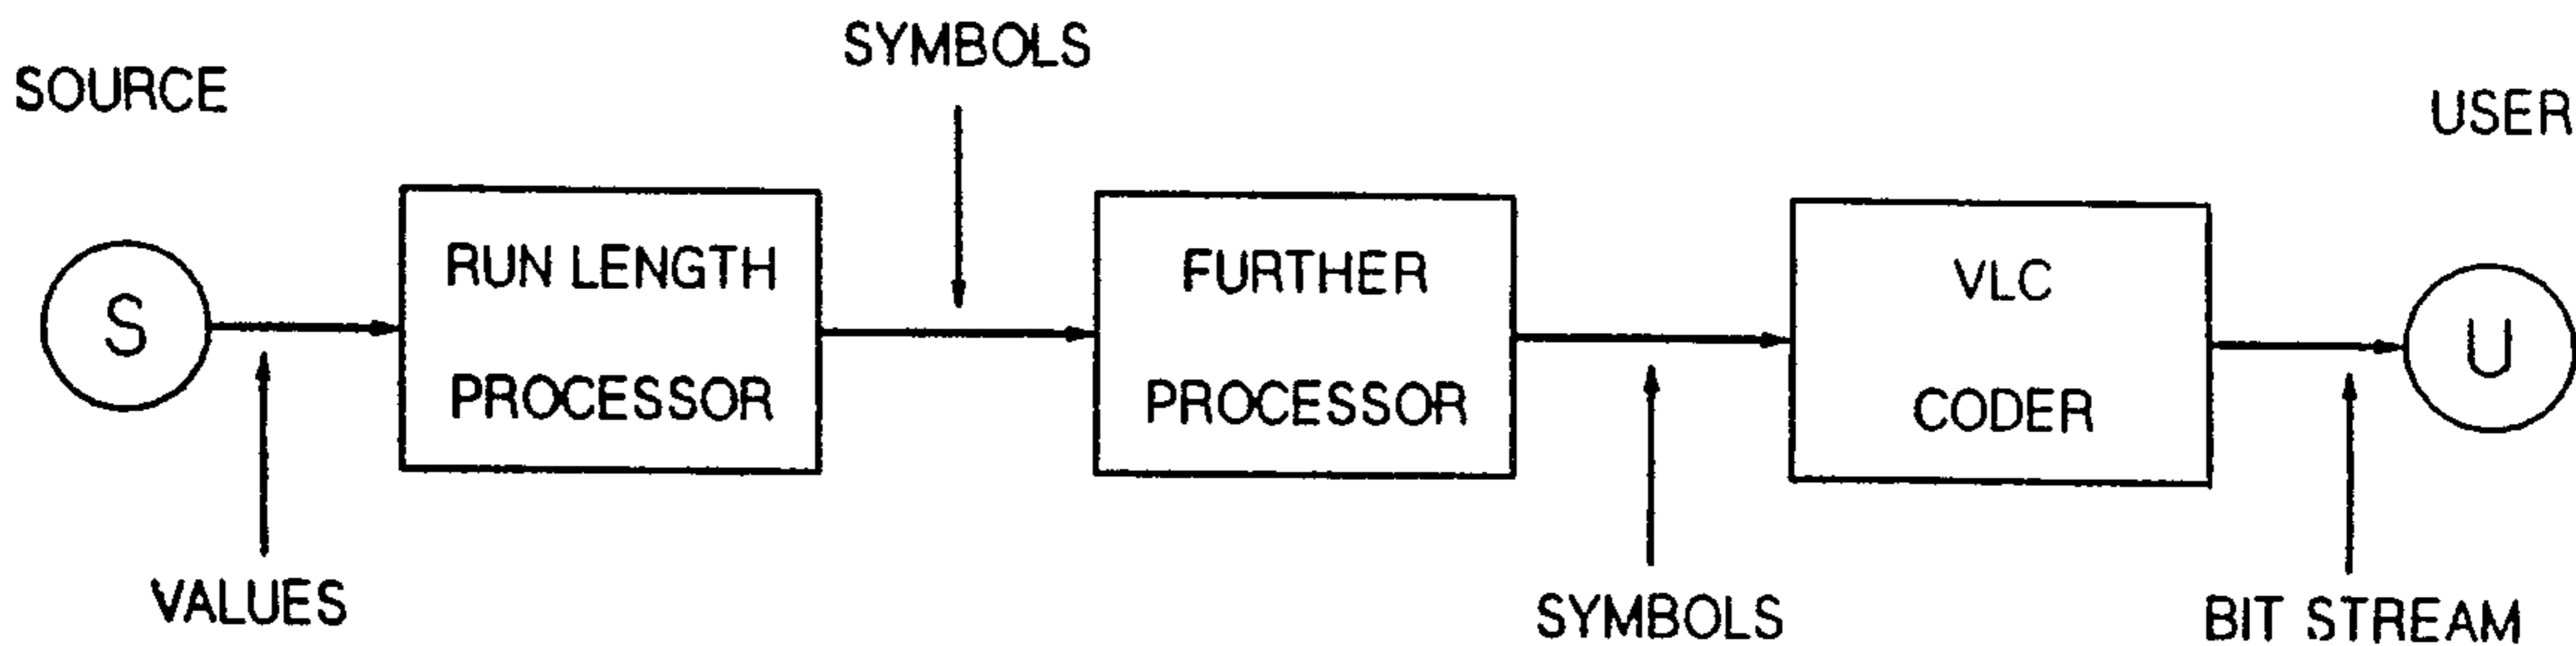 SOURCE
SYMBOLS
USER
S
RUN LENGTH
PROCESSOR
FURTHER
PROCESSOR
VLC
CODER
U
VALUES
SYMBOLS
BIT STREAM